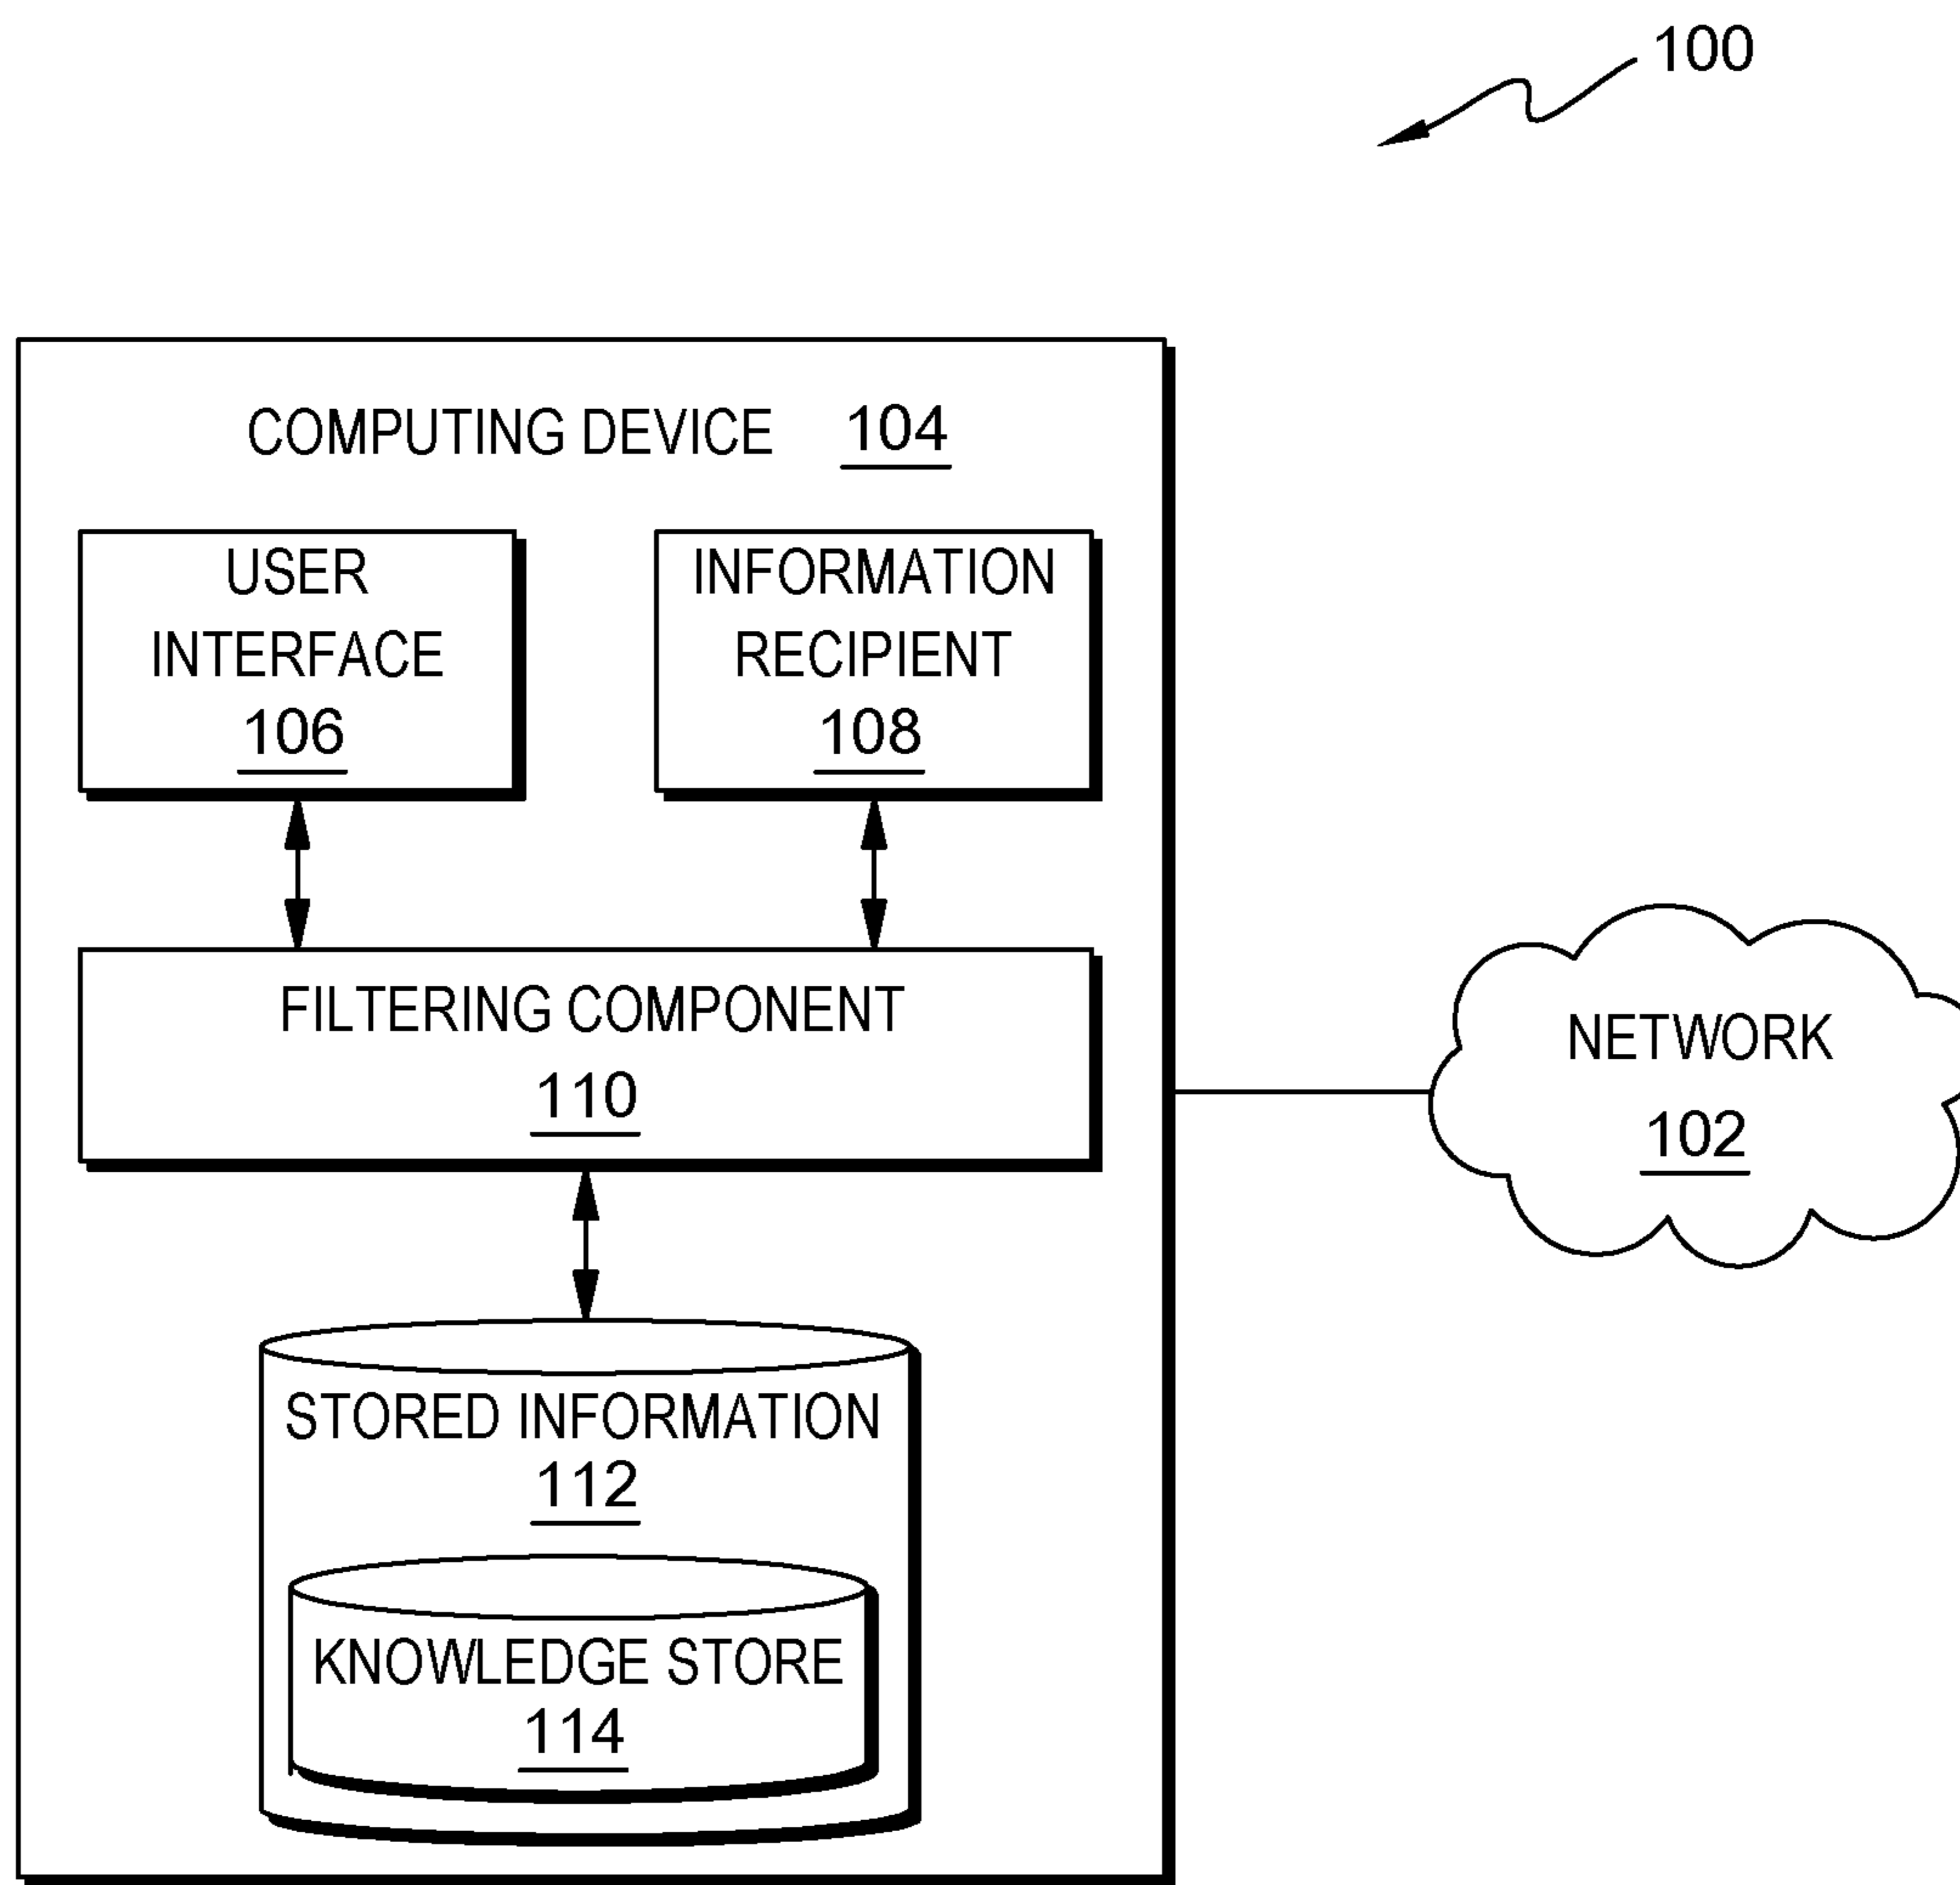 100
COMPUTING DEVICE 104
USER
INTERFACE
106
INFORMATION
RECIPIENT
108
FILTERING COMPONENT
110
NETWORK
102
STORED INFORMATION
112
KNOWLEDGE STORE
114